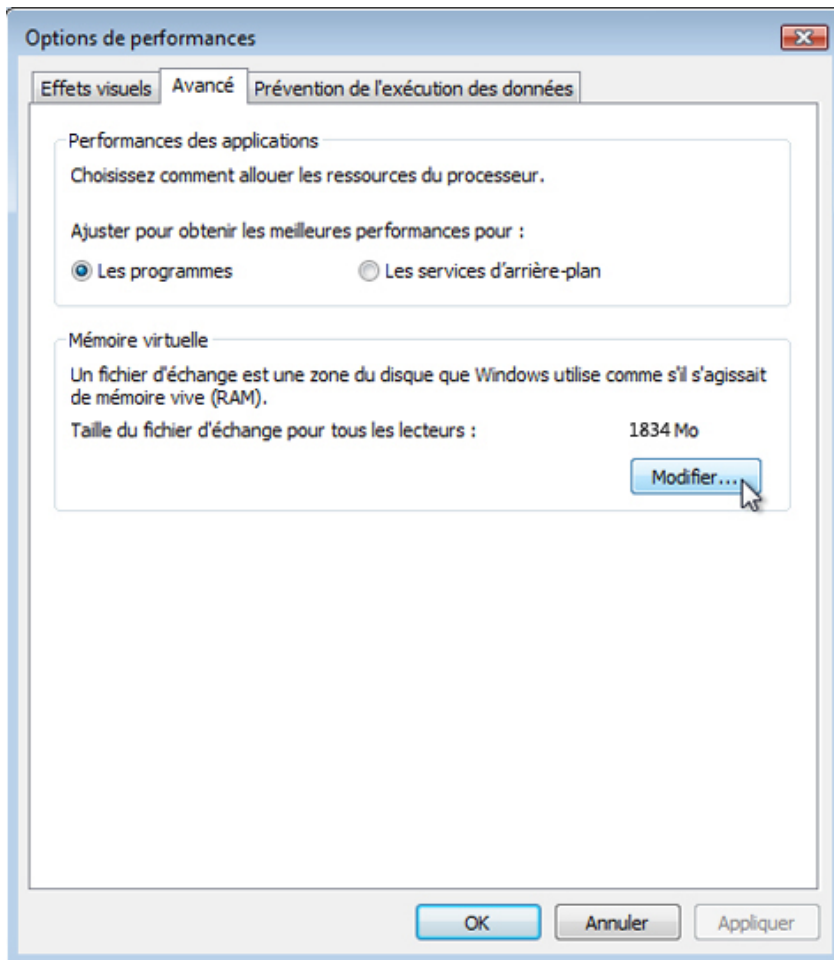 Options de performances
Effets visuels Avancé Prévention de l'exécution des données
Performances des applications
Choisissez comment allouer les ressources du processeur.
Ajuster pour obtenir les meilleures performances pour :
Les programmes Les services d'arrière-plan
Mémoire virtuelle
Un fichier d'échange est une zone du disque que Windows utilise comme s'il s'agissait
de mémoire vive (RAM).
Taille du fichier d'échange pour tous les lecteurs : 1834 Mo
Modifier...
OK Annuler Appliquer